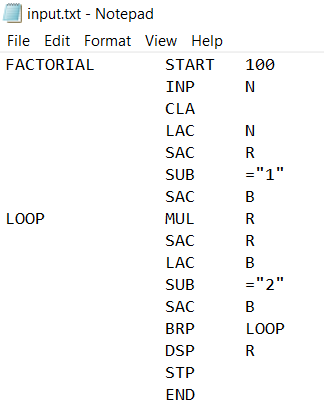 input.txt - Notepad
File Edit Format View Help
FACTORIAL START 100
INP N
CLA
LAC N
SAC R
SUB ="1"
SAC B
LOOP MUL R
SAC R
LAC B
SUB ="2"
SAC B
BRP LOOP
DSP R
STP
END